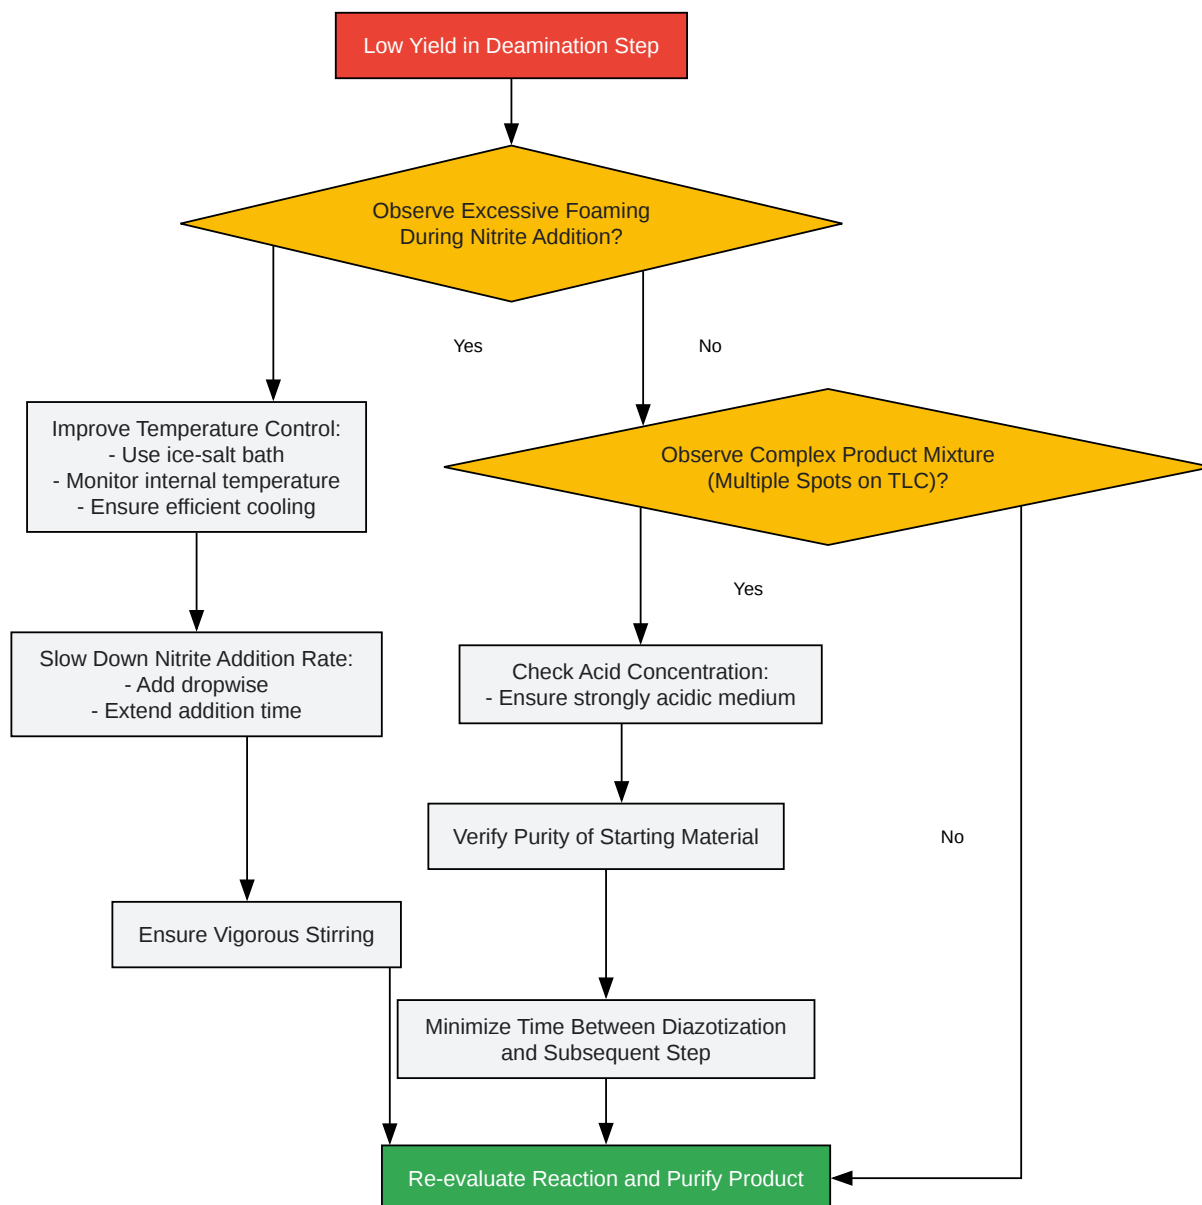 Low Yield in Deamination Step
Observe Excessive Foaming
During Nitrite Addition?
Yes
No
Improve Temperature Control:
- Use ice-salt bath
- Monitor internal temperature
- Ensure efficient cooling
Observe Complex Product Mixture
(Multiple Spots on TLC)?
Yes
Slow Down Nitrite Addition Rate:
- Add dropwise
- Extend addition time
Check Acid Concentration:
- Ensure strongly acidic medium
Verify Purity of Starting Material
No
Ensure Vigorous Stirring
Minimize Time Between Diazotization
and Subsequent Step
Re-evaluate Reaction and Purify Product